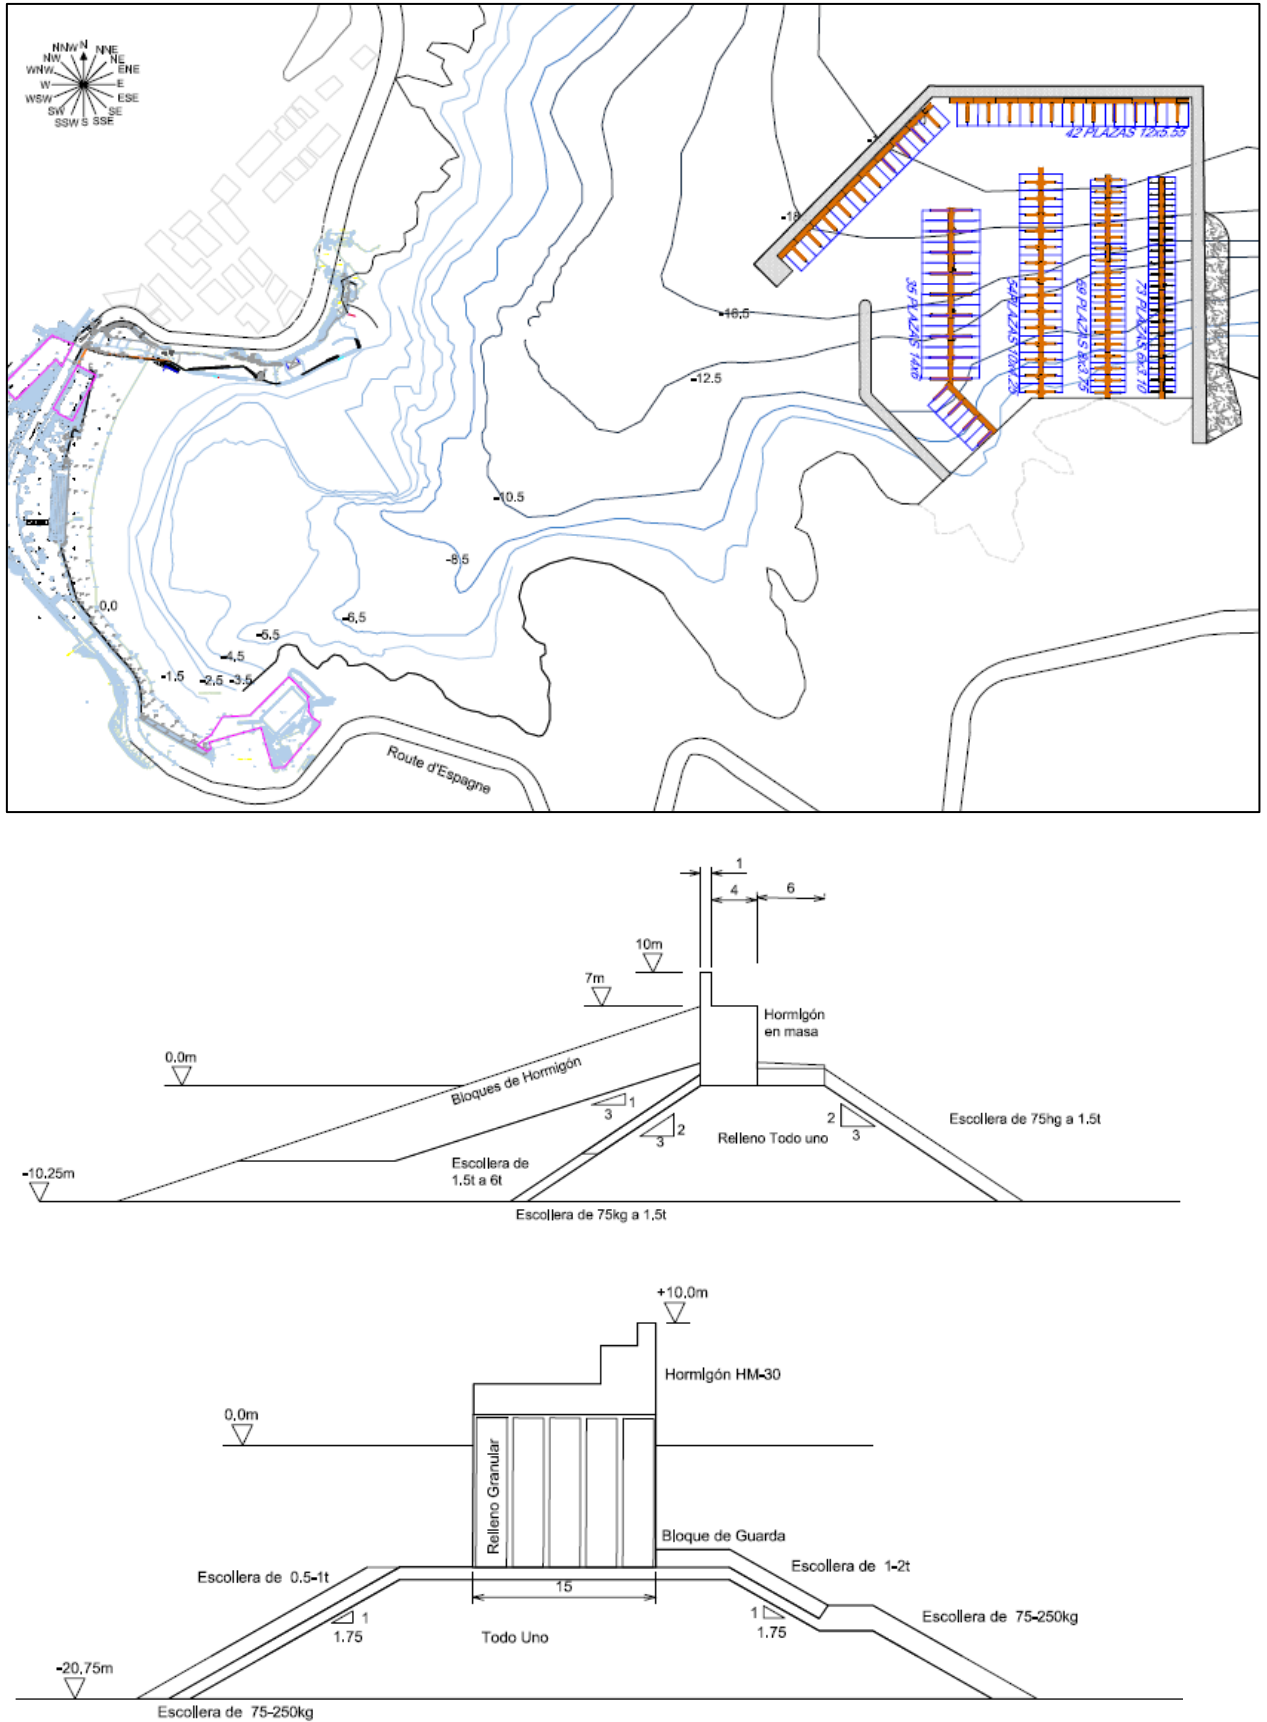 N
NNW
NNE
NW
NE
WNW
ENE
W
E
WSW
ESE
SW
SE
SSW
S
SSE
42 PLAZAS 12x5.55
35 PLAZAS 14x6
54 PLAZAS 10x4.25
69 PLAZAS 8x3.75
73 PLAZAS 6x3.10
-16.5
-12.5
-10.5
-8.5
-6.5
-5.5
-4.5
-3.5
-2.5
-1.5
0,0
Route d'Espagne
1
4
6
10m
7m
Hormigón
en masa
0.0m
Bloques de Hormigón
1
3
2
3
2
3
Relleno Todo uno
Escollera de 75hg a 1.5t
Escollera de
1.5t a 6t
-10.25m
Escollera de 75kg a 1.5t
+10.0m
Hormigón HM-30
0.0m
Relleno Granular
Bloque de Guarda
Escollera de 0.5-1t
Escollera de 1-2t
15
1
1.75
1
1.75
Escollera de 75-250kg
Todo Uno
-20.75m
Escollera de 75-250kg